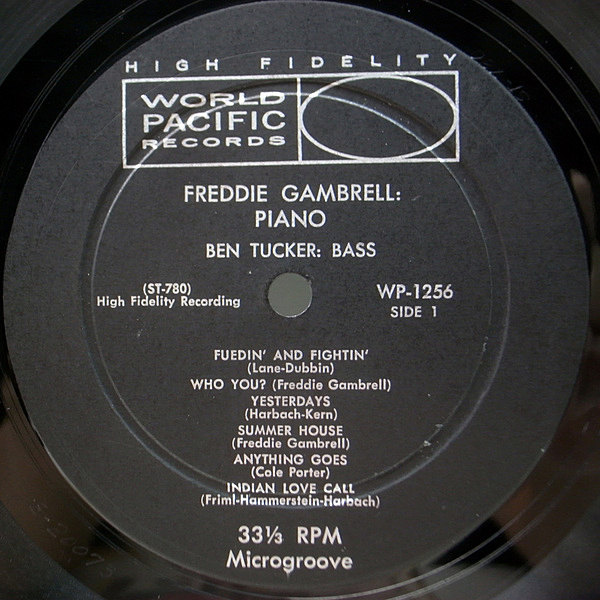 HIGH FIDELITY
WORLD
PACIFIC
RECORDS
FREDDIE GAMBRELL:
PIANO
BEN TUCKER: BASS
(ST-780)
High Fidelity Recording
WP-1256
SIDE 1
FUEDIN' AND FIGHTIN'
(Lane-Dubbin)
WHO YOU? (Freddie Gambrell)
YESTERDAYS
(Harbach-Kern)
SUMMER HOUSE
(Freddie Gambrell)
ANYTHING GOES
(Cole Porter)
INDIAN LOVE CALL
(Friml-Hammerstein-Harbach)
33⅓ RPM
Microgroove